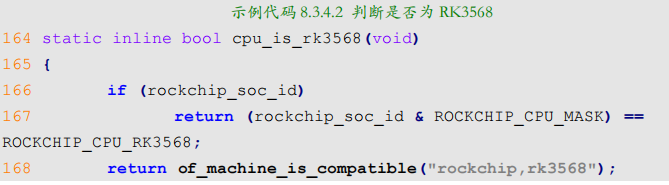 示例代码 8.3.4.2 判断是否为 RK3568
164 static inline bool cpu_is_rk3568(void)
165 {
166 if (rockchip_soc_id)
167 return (rockchip_soc_id & ROCKCHIP_CPU_MASK) ==
ROCKCHIP_CPU_RK3568;
168 return of_machine_is_compatible("rockchip,rk3568");